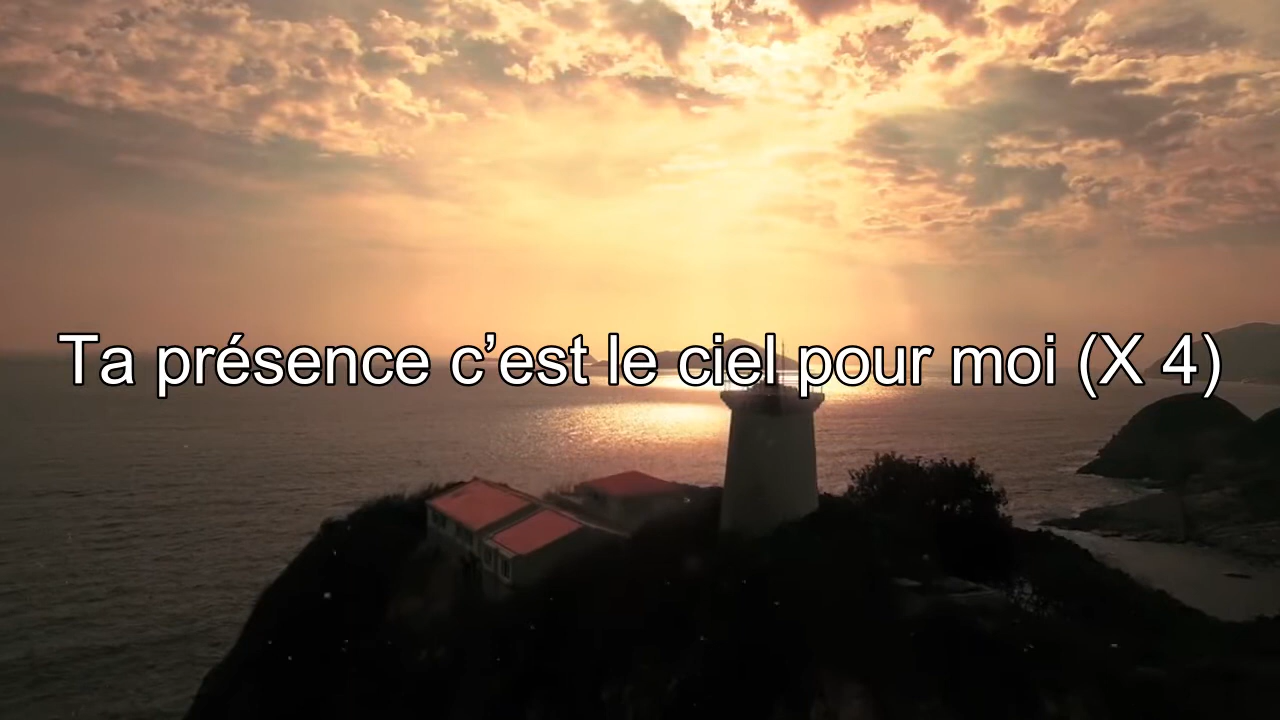 Ta présence c’est le ciel pour moi (X 4)